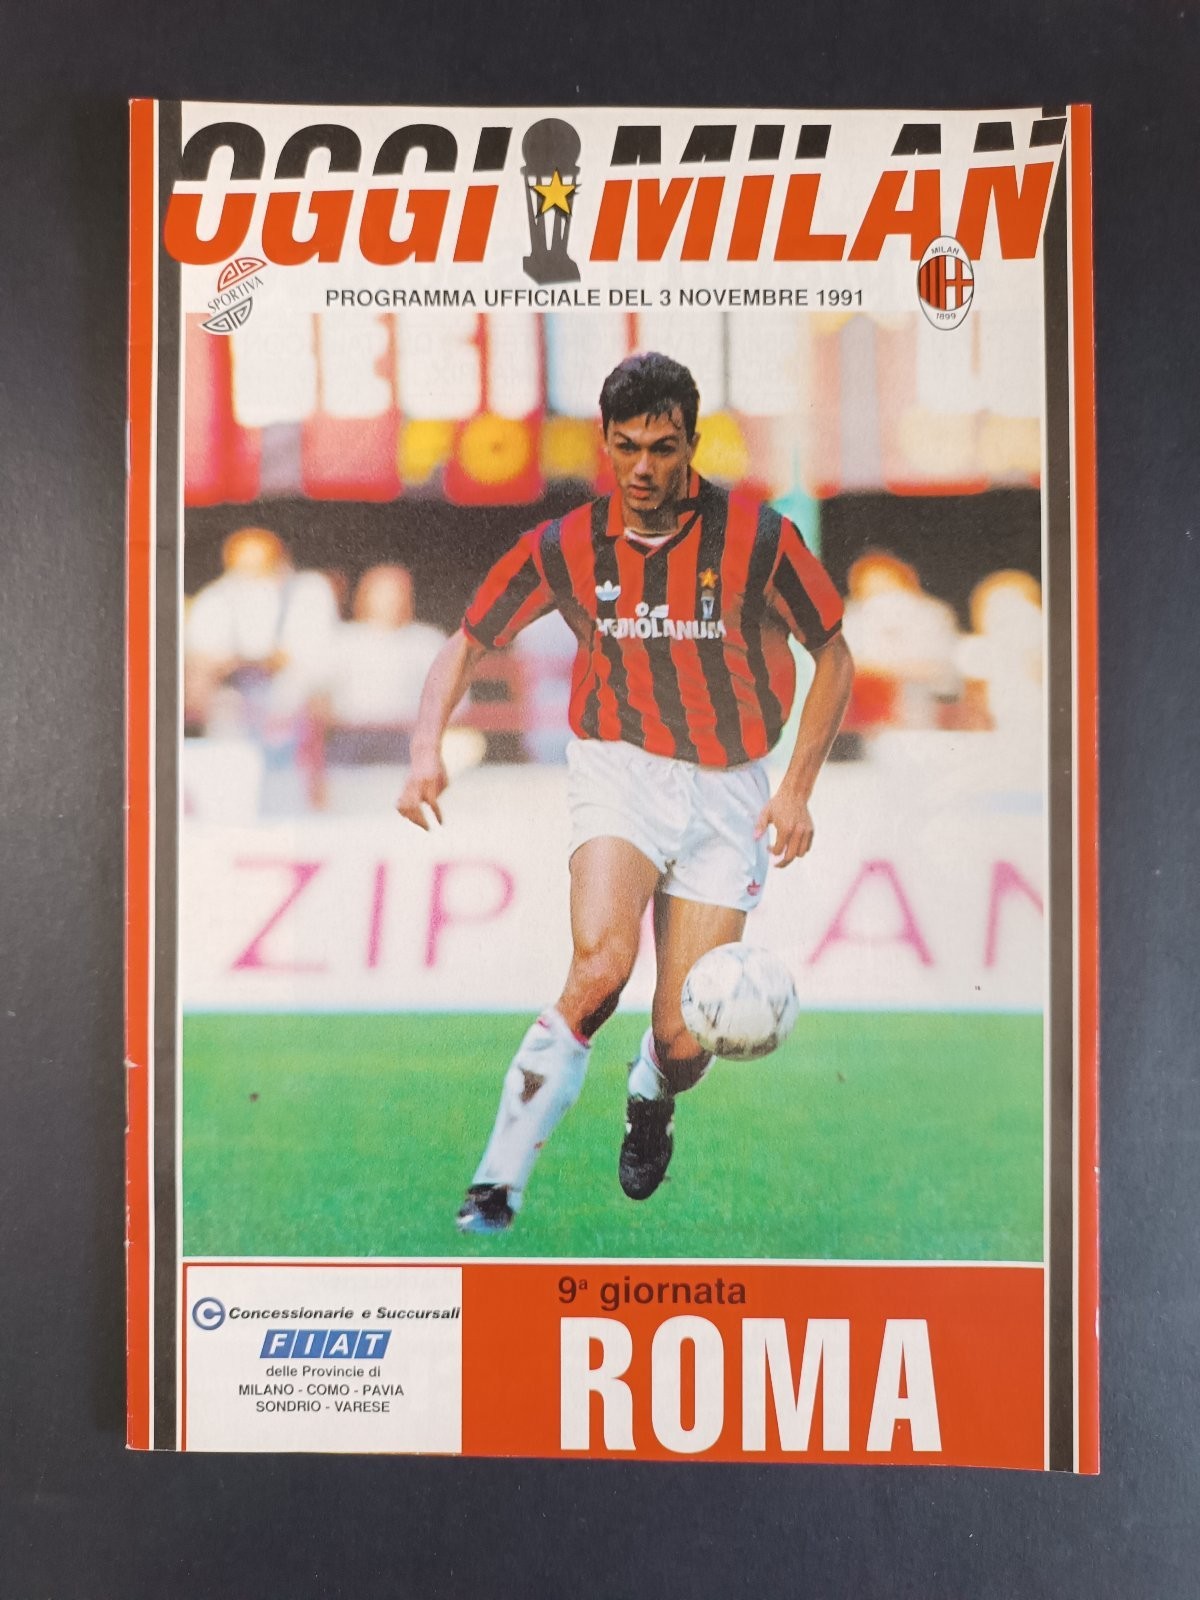 OGGI MILAN
SPORTIVA
MILAN
1899
PROGRAMMA UFFICIALE DEL 3 NOVEMBRE 1991
MEDIOLANUM
ZIP
AN
Concessionarie e Succursali
FIAT
delle Provincie di
MILANO - COMO - PAVIA
SONDRIO - VARESE
9ª giornata
ROMA